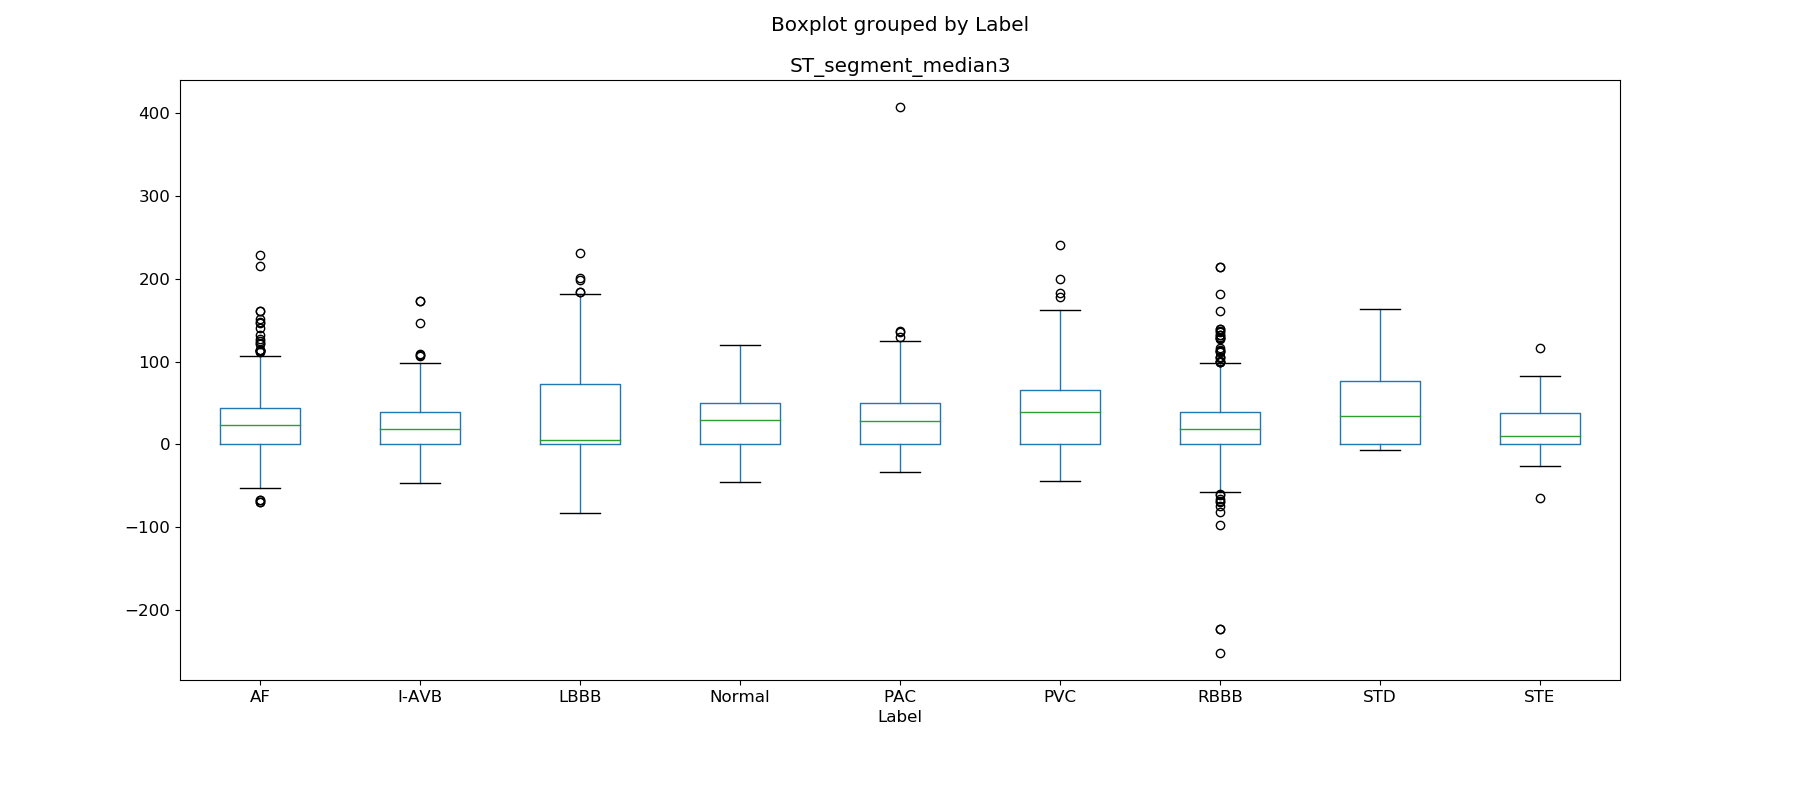 Boxplot grouped by Label
ST_segment_median3
400
300
200
100
0
−100
−200
AF I-AVB LBBB Normal PAC PVC RBBB STD STE
Label